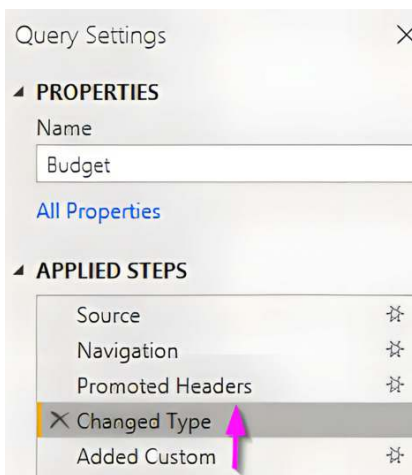 Query Settings
PROPERTIES
Name
Budget
All Properties
APPLIED STEPS
Source
Navigation
Promoted Headers
Changed Type
Added Custom